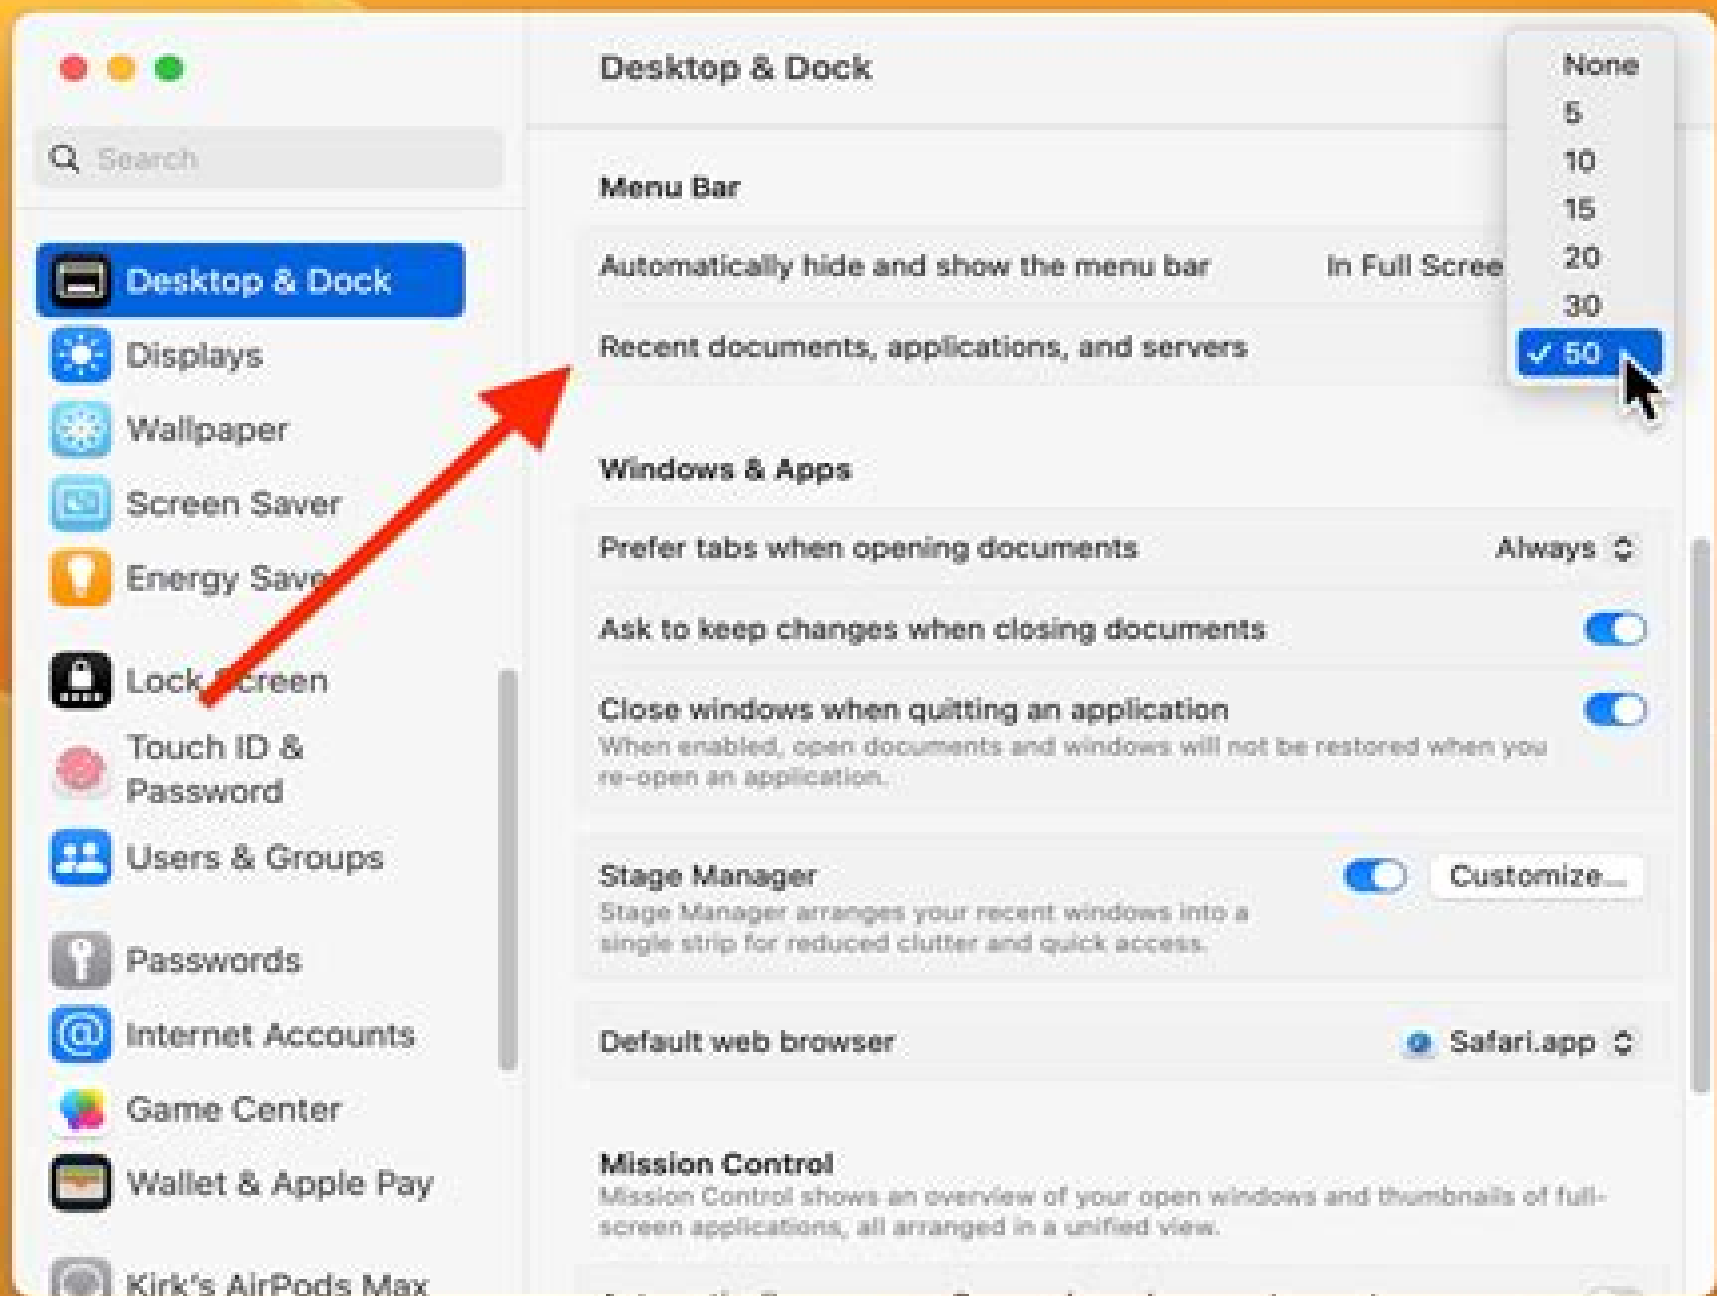 Search
Desktop & Dock
Displays
Wallpaper
Screen Saver
Energy Save
Lock Screen
Touch ID &
Password
Users & Groups
Passwords
Internet Accounts
Game Center
Wallet & Apple Pay
Kirk's AirPods Max
Desktop & Dock
Menu Bar
Automatically hide and show the menu bar In Full Scree
Recent documents, applications, and servers
None
5
10
15
20
30
✓ 50
Windows & Apps
Prefer tabs when opening documents Always
Ask to keep changes when closing documents
Close windows when quitting an application
When enabled, open documents and windows will not be restored when you
re-open an application.
Stage Manager Customize...
Stage Manager arranges your recent windows into a
single strip for reduced clutter and quick access.
Default web browser Safari.app
Mission Control
Mission Control shows an overview of your open windows and thumbnails of full-
screen applications, all arranged in a unified view.